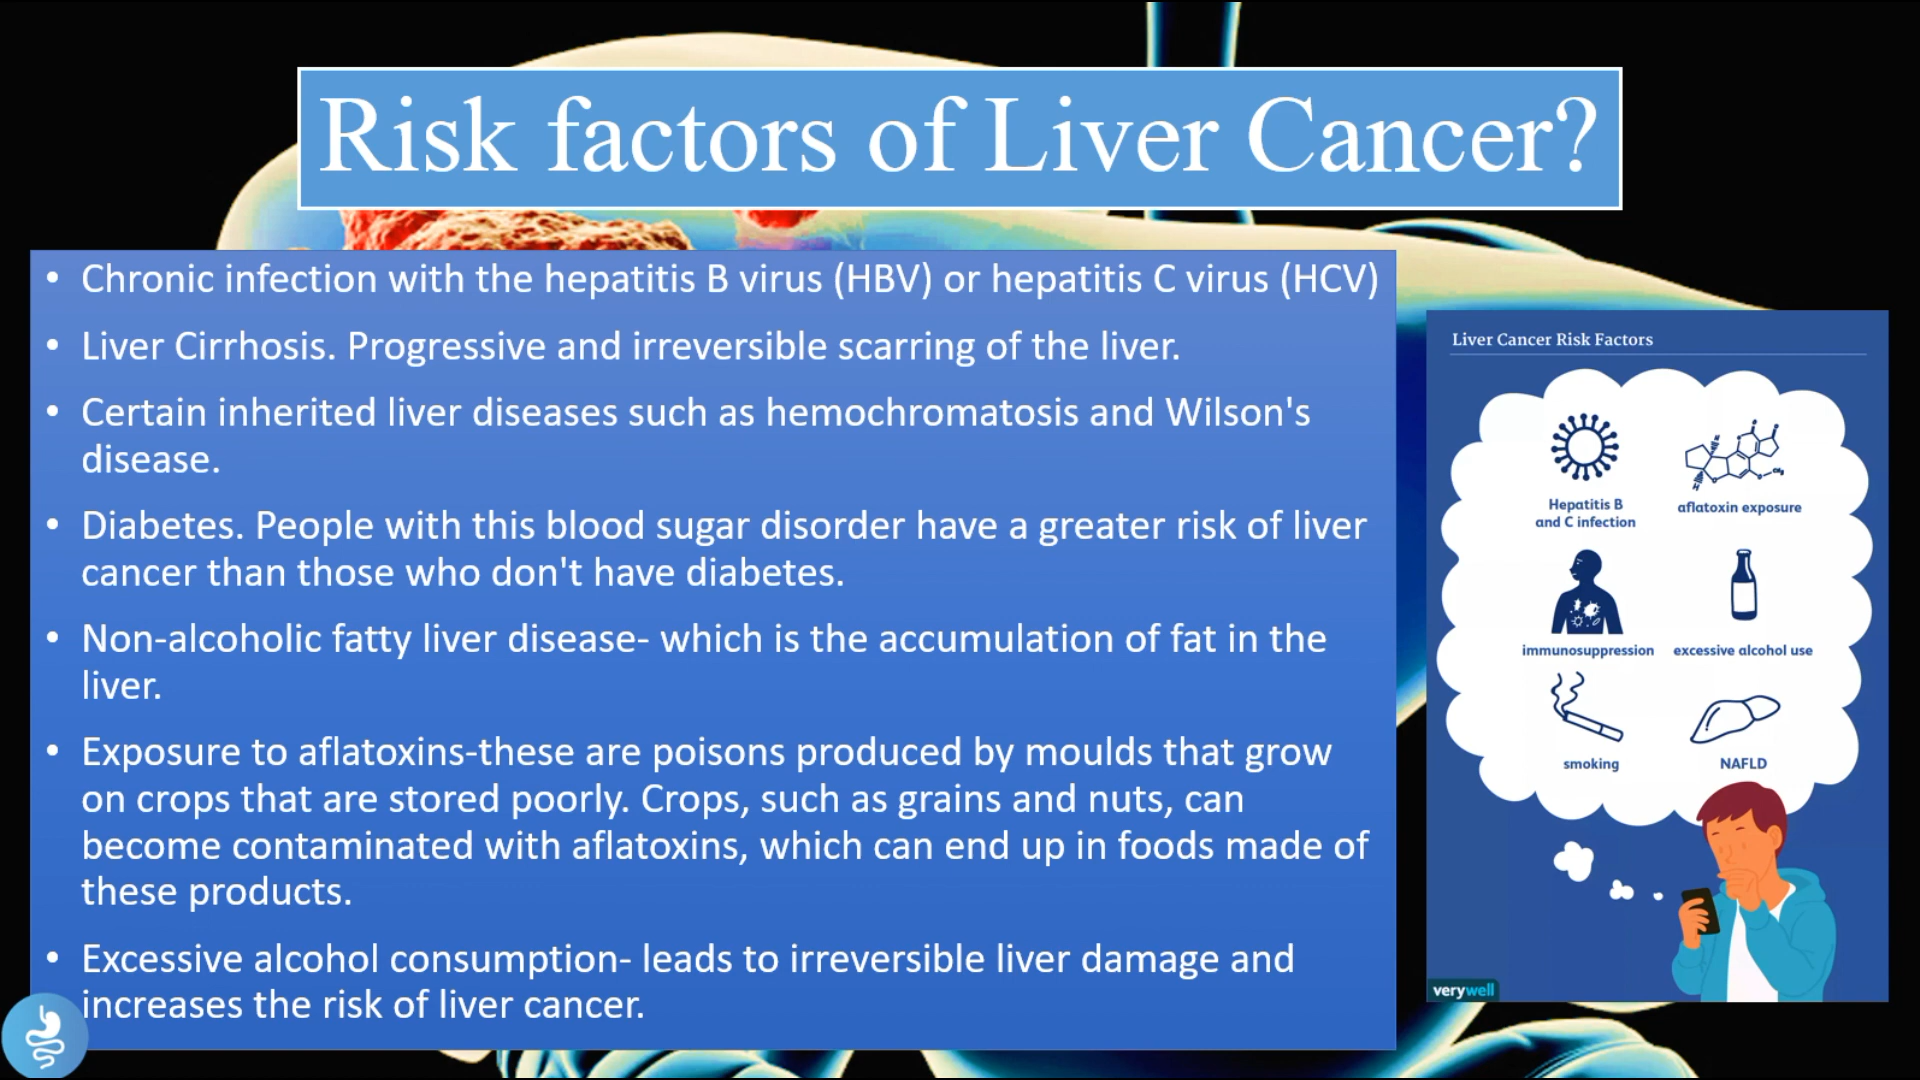 Risk factors of Liver Cancer?
• Chronic infection with the hepatitis B virus (HBV) or hepatitis C virus (HCV)
• Liver Cirrhosis. Progressive and irreversible scarring of the liver.
• Certain inherited liver diseases such as hemochromatosis and Wilson's
disease.
• Diabetes. People with this blood sugar disorder have a greater risk of liver
cancer than those who don't have diabetes.
• Non-alcoholic fatty liver disease- which is the accumulation of fat in the
liver.
• Exposure to aflatoxins-these are poisons produced by moulds that grow
on crops that are stored poorly. Crops, such as grains and nuts, can
become contaminated with aflatoxins, which can end up in foods made of
these products.
• Excessive alcohol consumption- leads to irreversible liver damage and
increases the risk of liver cancer.
Liver Cancer Risk Factors
Hepatitis B
and C infection
aflatoxin exposure
immunosuppression
excessive alcohol use
smoking
NAFLD
verywell